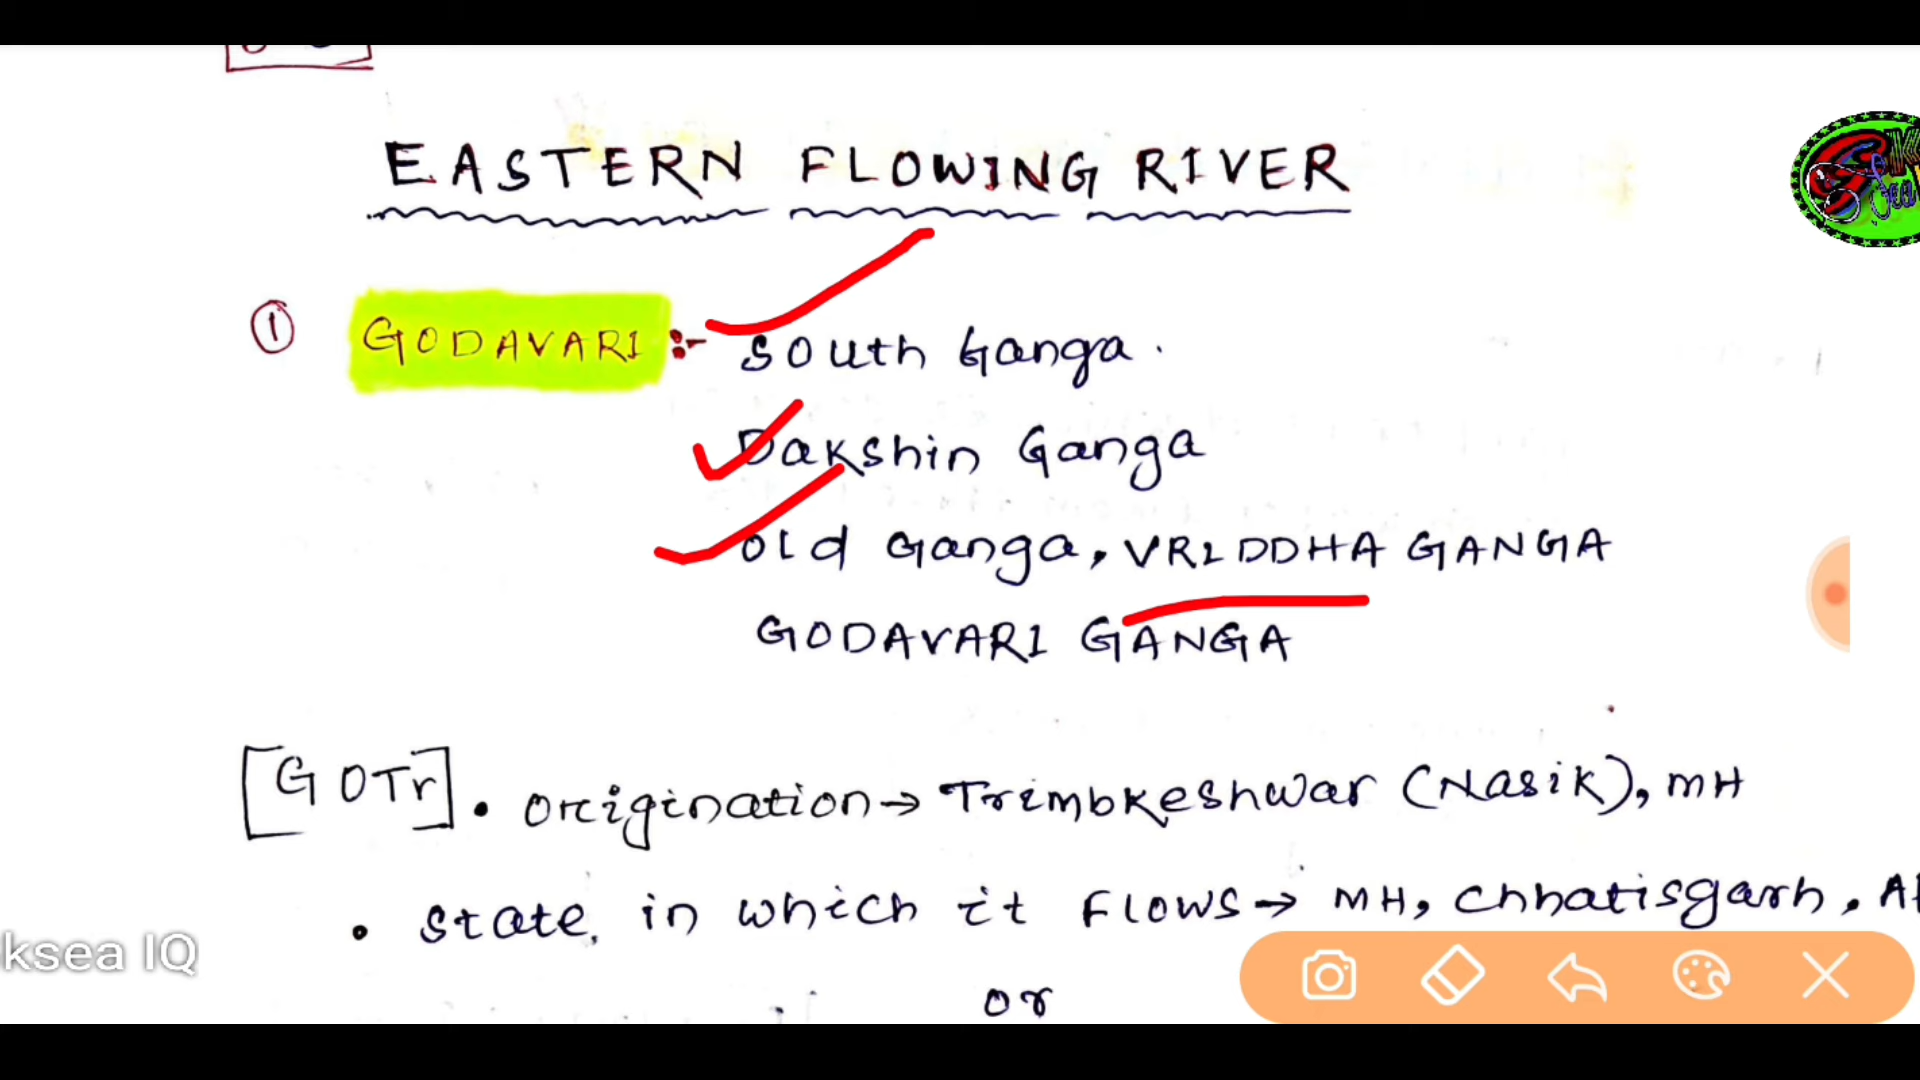 EASTERN FLOWING RIVER
① GODAVARI :- South Ganga.
Dakshin Ganga
Old Ganga, VRIDDHA GANGA
GODAVARI GANGA
[GOTr] • Origination → Trimbkeshwar (Nasik), MH
• State in which it flows → MH, Chhatisgarh,
ksea IQ
or